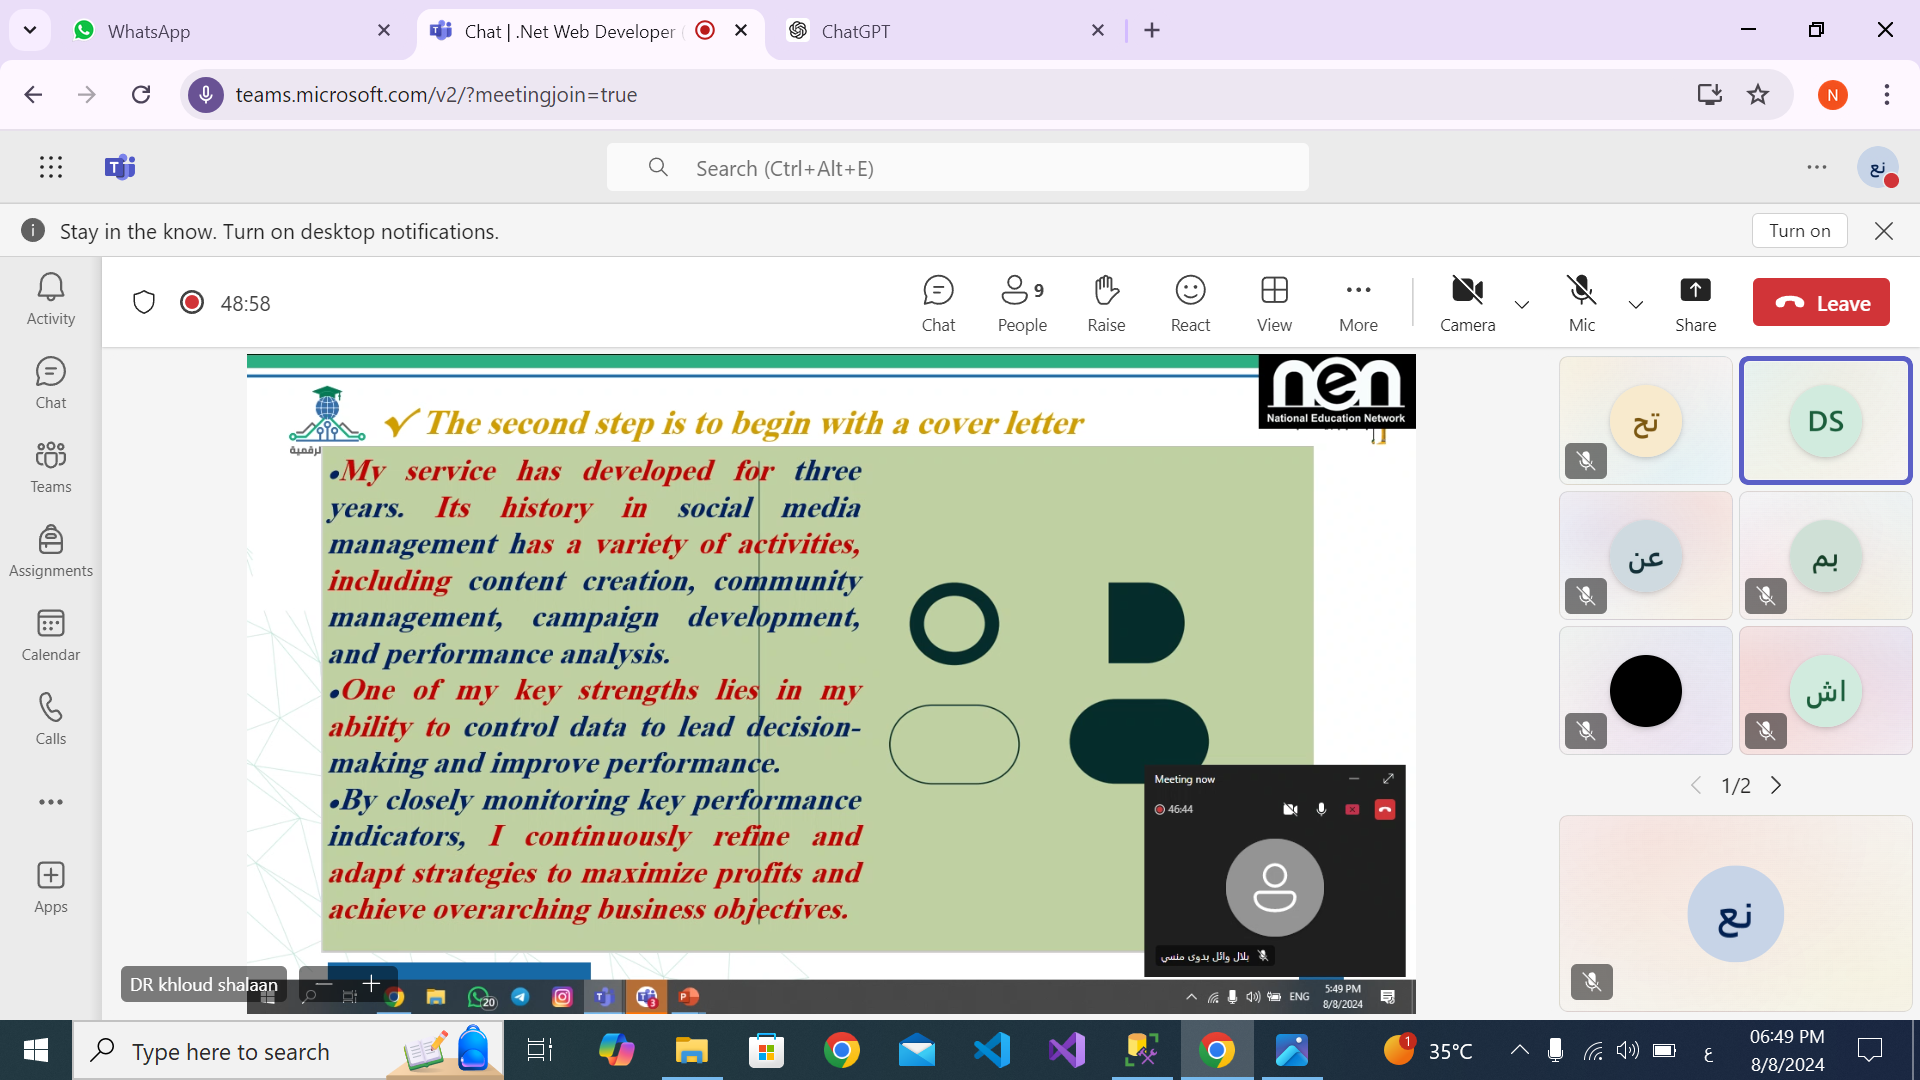 WhatsApp
Chat | .Net Web Developer
ChatGPT
teams.microsoft.com/v2/?meetingjoin=true
N
Search (Ctrl+Alt+E)
نع
Stay in the know. Turn on desktop notifications.
Turn on
Activity
Chat
Teams
Assignments
Calendar
Calls
Apps
48:58
Chat
People
9
Raise
React
View
More
Camera
Mic
Share
Leave
nen
National Education Network
الرقمية
✓ The second step is to begin with a cover letter
•My service has developed for three
years. Its history in social media
management has a variety of activities,
including content creation, community
management, campaign development,
and performance analysis.
•One of my key strengths lies in my
ability to control data to lead decision-
making and improve performance.
•By closely monitoring key performance
indicators, I continuously refine and
adapt strategies to maximize profits and
achieve overarching business objectives.
Meeting now
46:44
بلال وائل بدوى منسي
DR khloud shalaan
20
3
ENG
5:49 PM
8/8/2024
تح
DS
عن
بم
اش
1/2
نع
Type here to search
1
35°C
ع
06:49 PM
8/8/2024